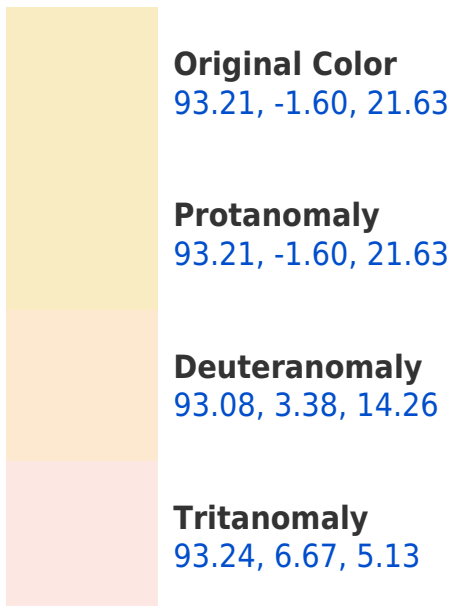 Original Color
93.21, -1.60, 21.63
Protanomaly
93.21, -1.60, 21.63
Deuteranomaly
93.08, 3.38, 14.26
Tritanomaly
93.24, 6.67, 5.13